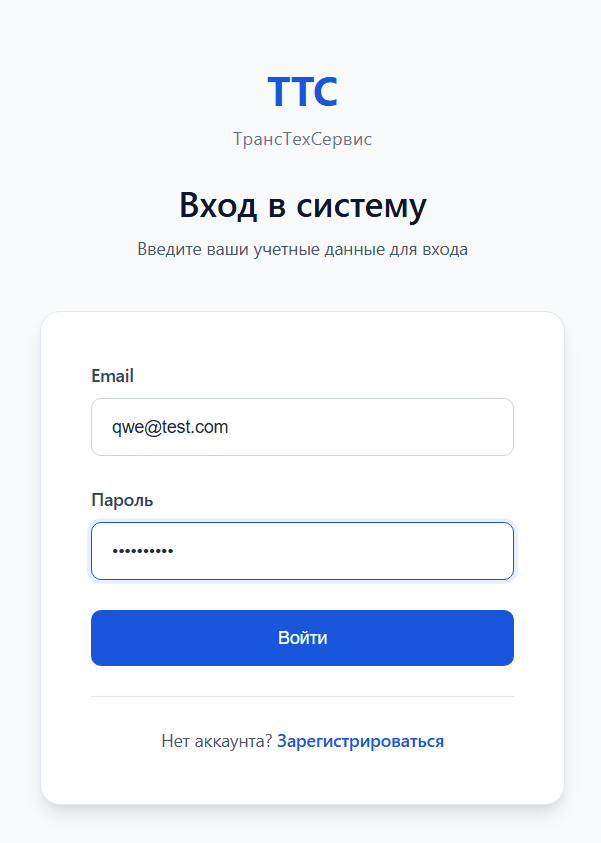 ТТС
ТрансТехСервис
Вход в систему
Введите ваши учетные данные для входа
Email
qwe@test.com
Пароль
••••••••••
Войти
Нет аккаунта? Зарегистрироваться